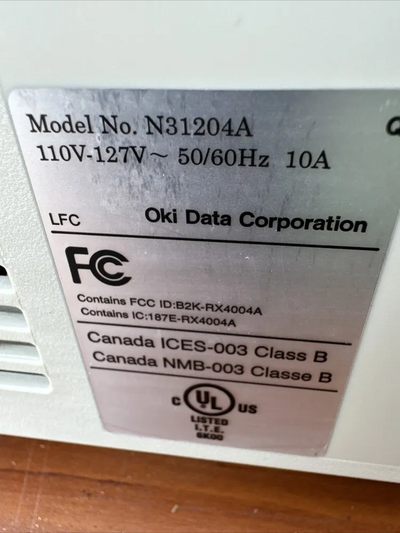 Model No. N31204A
110V-127V~ 50/60Hz 10A
LFC Oki Data Corporation
FC
Contains FCC ID:B2K-RX4004A
Contains IC:187E-RX4004A
Canada ICES-003 Class B
Canada NMB-003 Classe B
C UL US
LISTED
I.T.E.
6K00